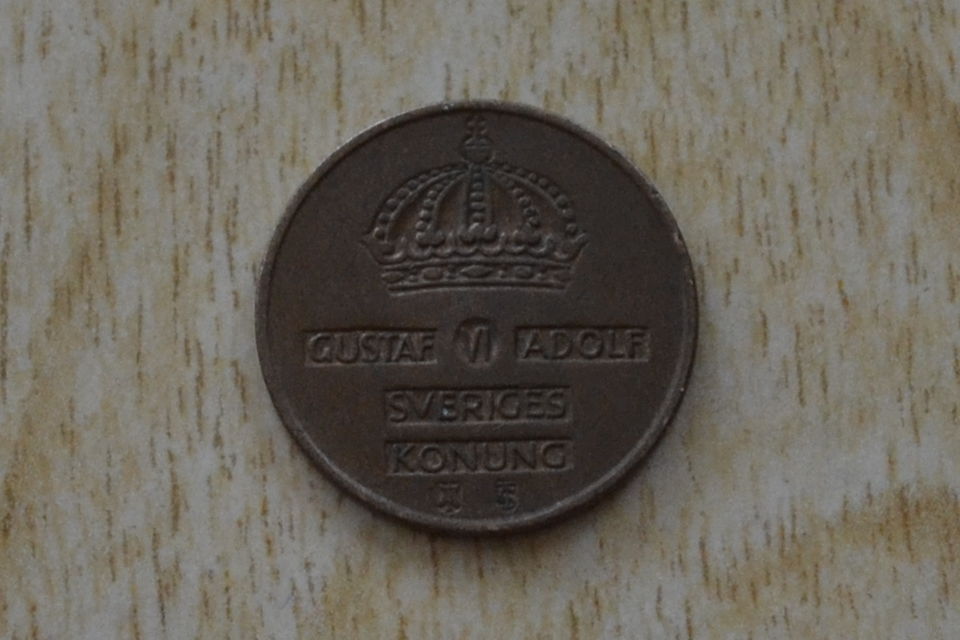 GUSTAF VI ADOLF
SVERIGES
KONUNG